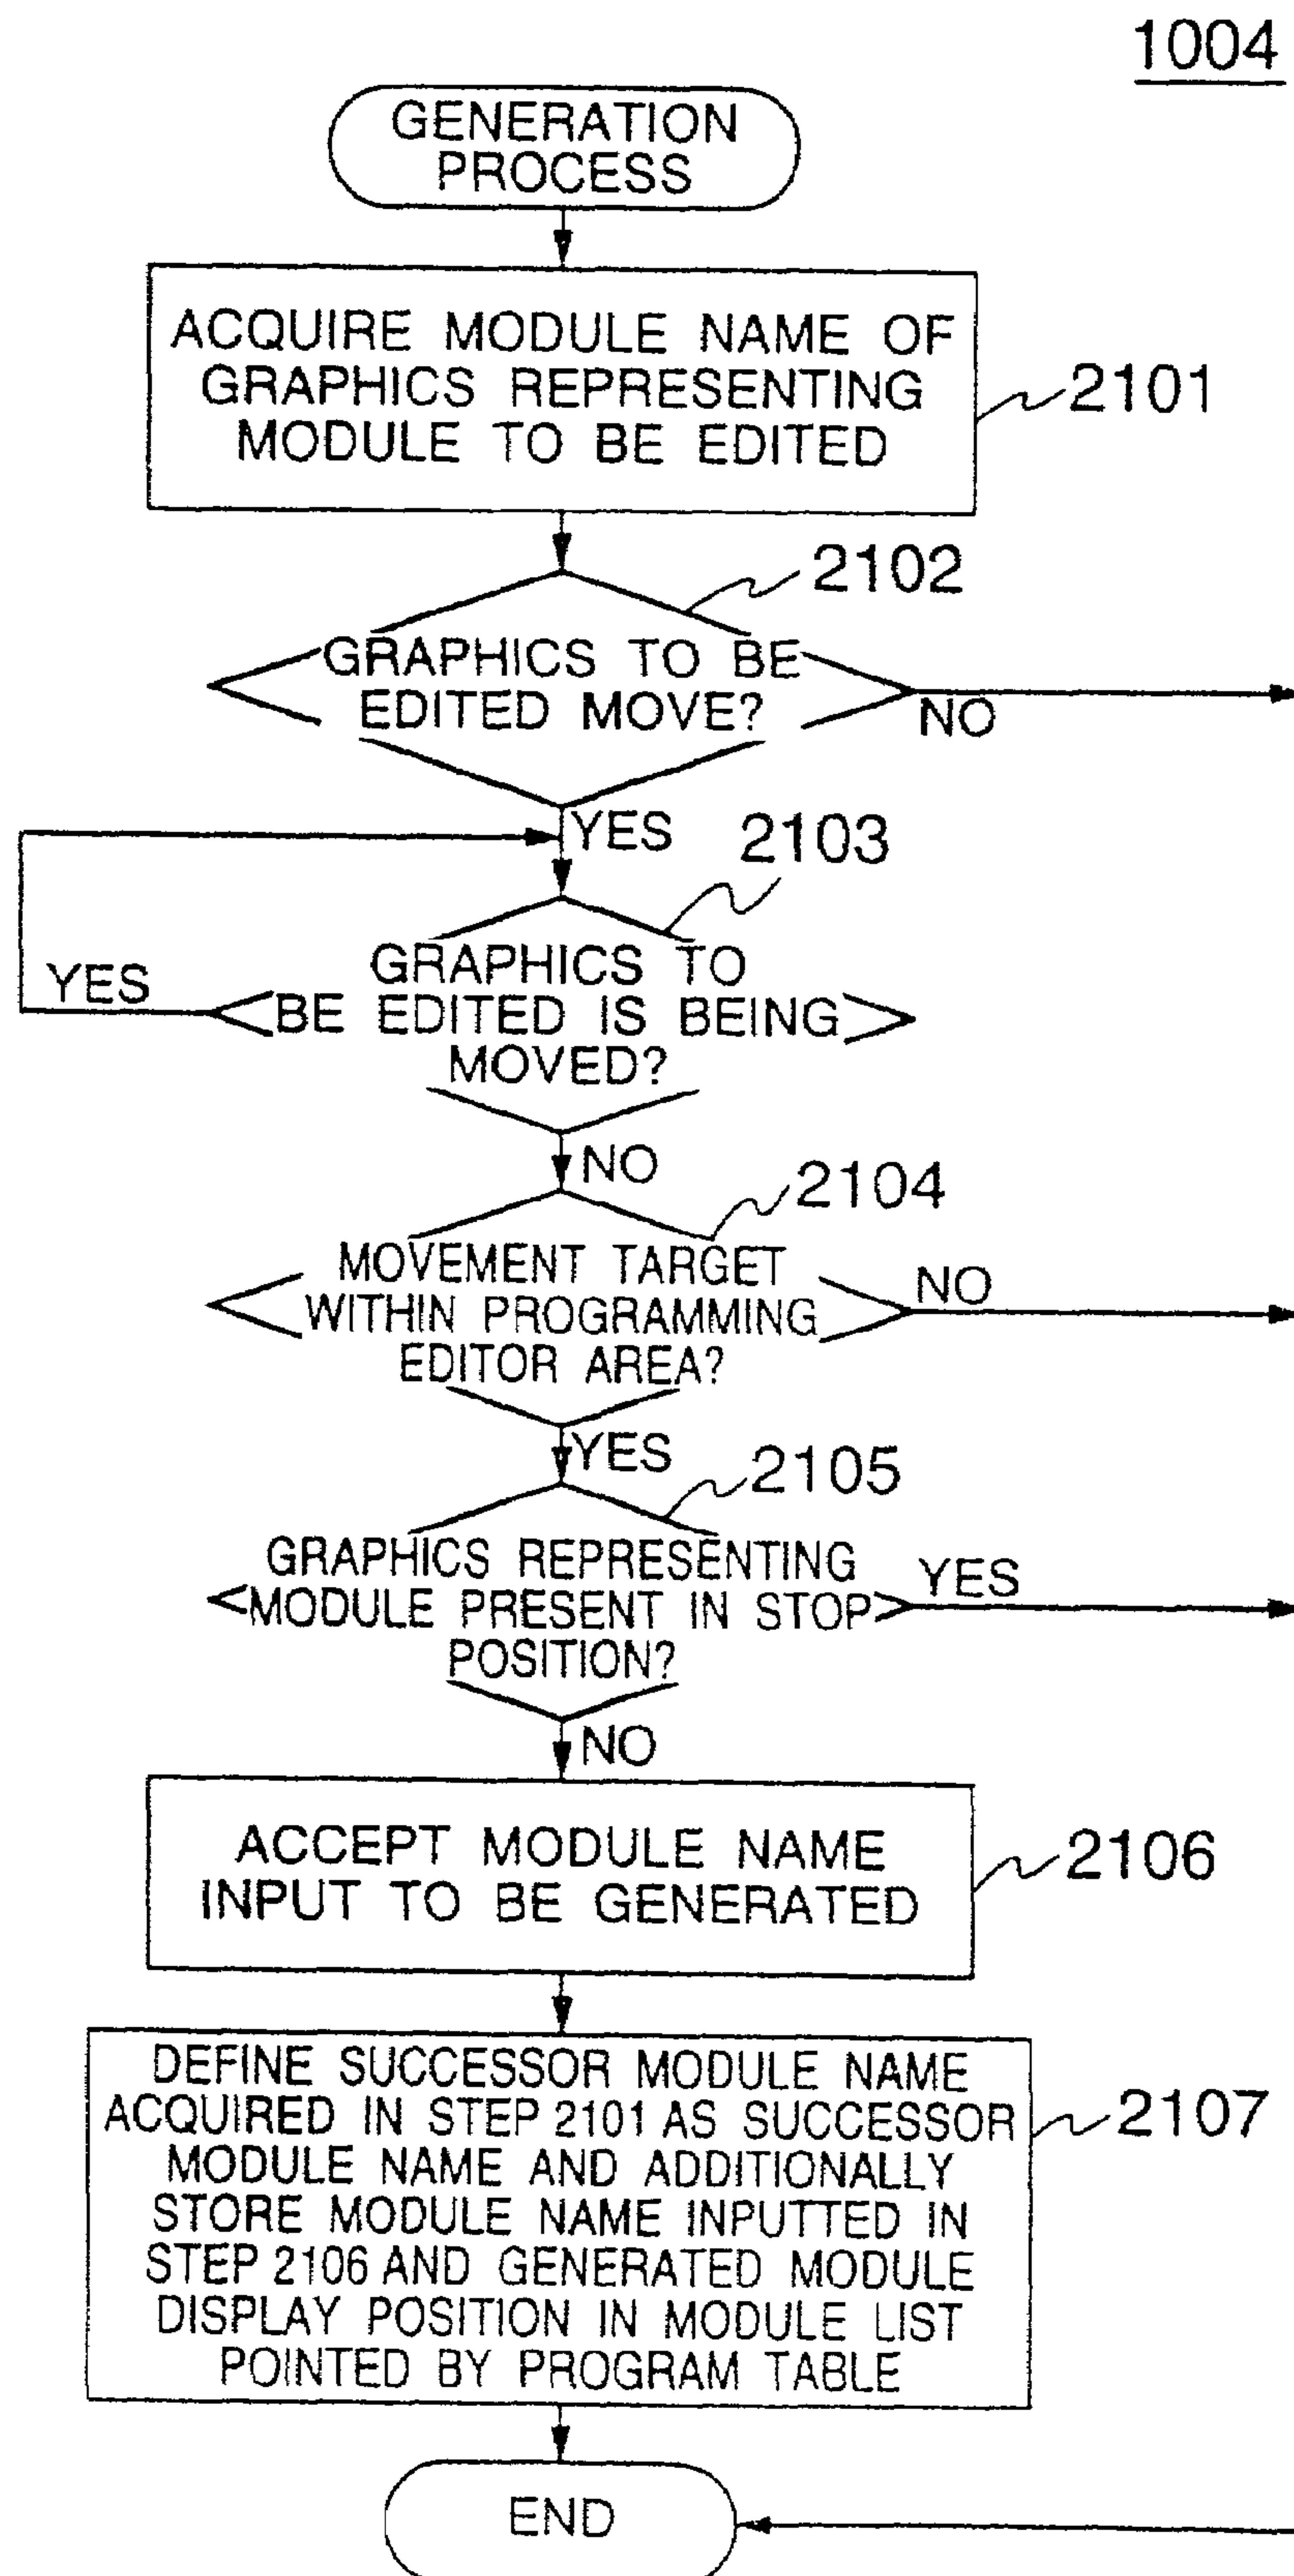 1004
GENERATION
PROCESS
ACQUIRE MODULE NAME OF
GRAPHICS REPRESENTING
MODULE TO BE EDITED
2101
2102
GRAPHICS TO BE
EDITED MOVE?
NO
YES
2103
GRAPHICS TO
BE EDITED IS BEING
MOVED?
YES
NO
2104
MOVEMENT TARGET
WITHIN PROGRAMMING
EDITOR AREA?
NO
YES
2105
GRAPHICS REPRESENTING
MODULE PRESENT IN STOP
POSITION?
YES
NO
ACCEPT MODULE NAME
INPUT TO BE GENERATED
2106
DEFINE SUCCESSOR MODULE NAME
ACQUIRED IN STEP 2101 AS SUCCESSOR
MODULE NAME AND ADDITIONALLY
STORE MODULE NAME INPUTTED IN
STEP 2106 AND GENERATED MODULE
DISPLAY POSITION IN MODULE LIST
POINTED BY PROGRAM TABLE
2107
END